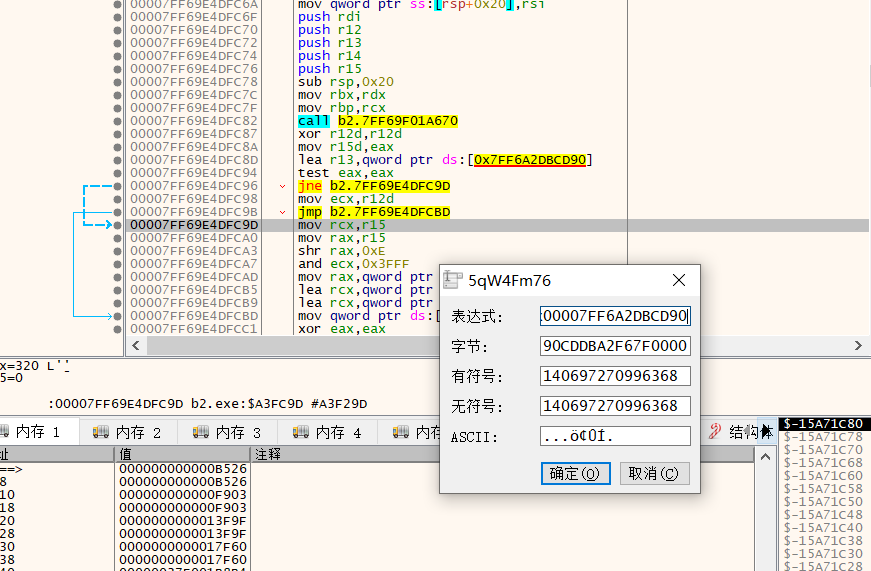 00007FF69E4DFC6A mov qword ptr ss:[rsp+0x20],rsi
00007FF69E4DFC6F push rdi
00007FF69E4DFC70 push r12
00007FF69E4DFC72 push r13
00007FF69E4DFC74 push r14
00007FF69E4DFC76 push r15
00007FF69E4DFC78 sub rsp,0x20
00007FF69E4DFC7C mov rbx,rdx
00007FF69E4DFC7F mov rbp,rcx
00007FF69E4DFC82 call b2.7FF69F01A670
00007FF69E4DFC87 xor r12d,r12d
00007FF69E4DFC8A mov r15d,eax
00007FF69E4DFC8D lea r13,qword ptr ds:[0x7FF6A2DBCD90]
00007FF69E4DFC94 test eax,eax
00007FF69E4DFC96 jne b2.7FF69E4DFC9D
00007FF69E4DFC98 mov ecx,r12d
00007FF69E4DFC9B jmp b2.7FF69E4DFCBD
00007FF69E4DFC9D mov rcx,r15
00007FF69E4DFCA0 mov rax,r15
00007FF69E4DFCA3 shr rax,0xE
00007FF69E4DFCA7 and ecx,0x3FFF
00007FF69E4DFCAD mov rax,qword ptr
00007FF69E4DFCB5 lea rcx,qword ptr
00007FF69E4DFCB9 lea rcx,qword ptr
00007FF69E4DFCBD mov qword ptr ds:[
00007FF69E4DFCC1 xor eax,eax
5qW4Fm76
表达式: :00007FF6A2DBCD90
字节: 90CDDBA2F67F0000
有符号: 140697270996368
无符号: 140697270996368
ASCII: ...ö¢ÛÍ.
确定(O) 取消(C)
x=320 L''
5=0
:00007FF69E4DFC9D b2.exe:$A3FC9D #A3F29D
内存 1 内存 2 内存 3 内存 4 内存 结构体
址 值 注释
==> 000000000000B526
8 000000000000B526
10 000000000000F903
18 000000000000F903
20 0000000000013F9F
28 0000000000013F9F
30 0000000000017F60
38 0000000000017F60
$-15A71C80
$-15A71C78
$-15A71C70
$-15A71C68
$-15A71C60
$-15A71C58
$-15A71C50
$-15A71C48
$-15A71C40
$-15A71C38
$-15A71C30
$-15A71C28